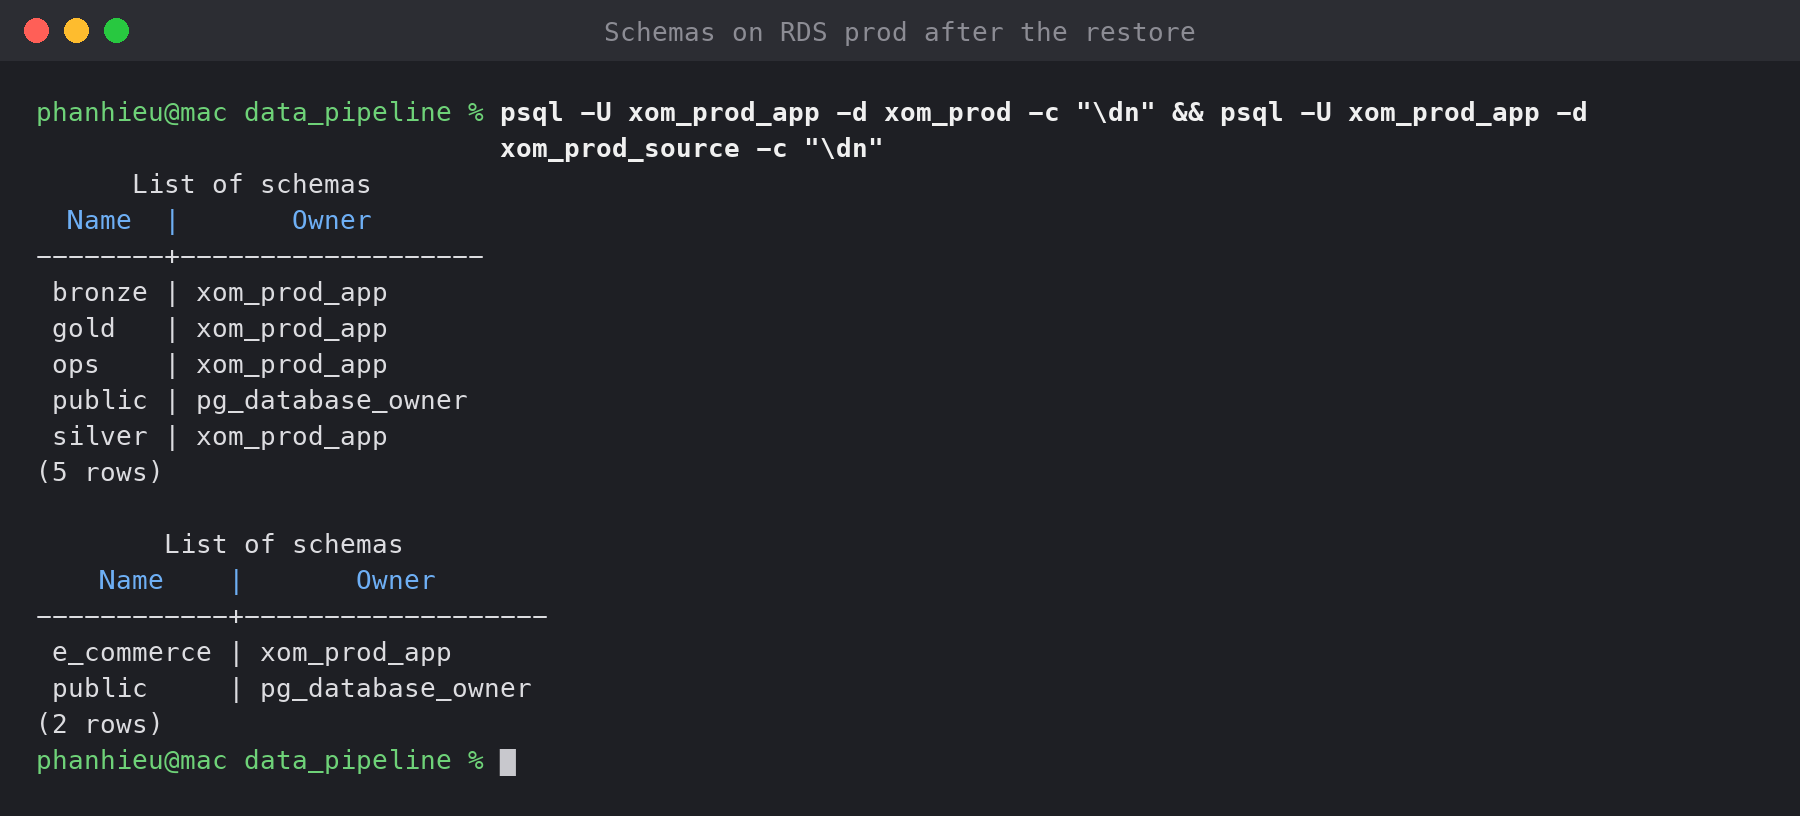 Schemas on RDS prod after the restore
phanhieu@mac data_pipeline % psql -U xom_prod_app -d xom_prod -c "\dn" && psql -U xom_prod_app -d
                             xom_prod_source -c "\dn"
      List of schemas
  Name  |       Owner
--------+-------------------
 bronze | xom_prod_app
 gold   | xom_prod_app
 ops    | xom_prod_app
 public | pg_database_owner
 silver | xom_prod_app
(5 rows)

        List of schemas
    Name    |       Owner
------------+-------------------
 e_commerce | xom_prod_app
 public     | pg_database_owner
(2 rows)
phanhieu@mac data_pipeline %